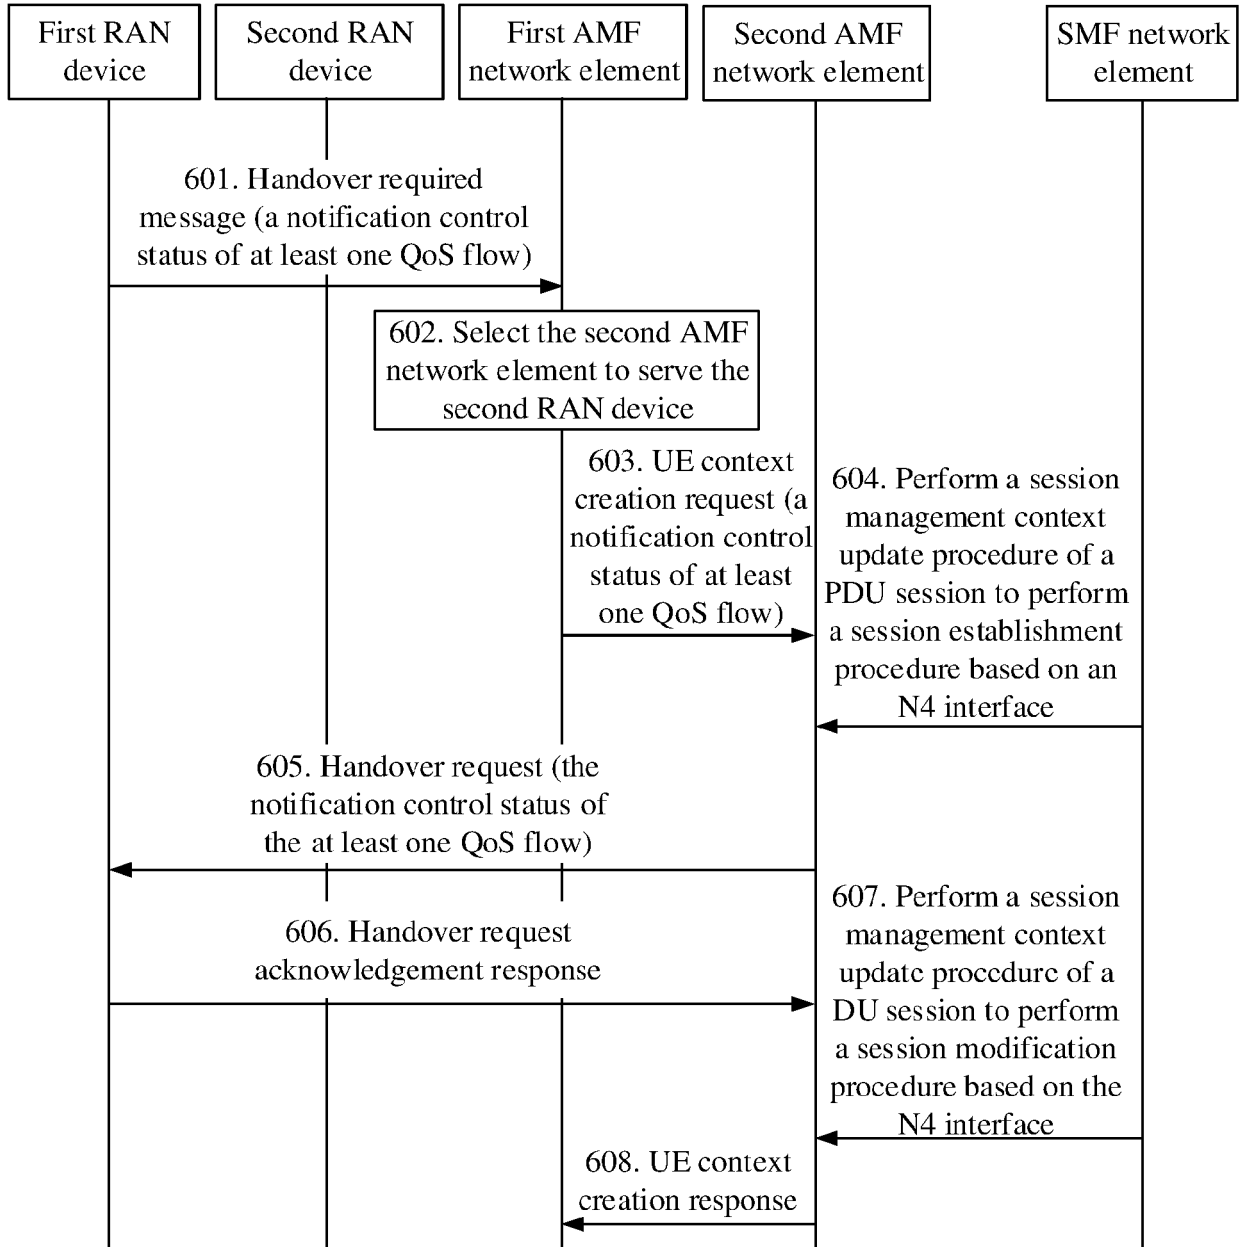 First RAN
device
Second RAN
device
First AMF
network element
Second AMF
network element
SMF network
element
601. Handover required
message (a notification control
status of at least one QoS flow)
602. Select the second AMF
network element to serve the
second RAN device
603. UE context
creation request (a
notification control
status of at least
one QoS flow)
604. Perform a session
management context
update procedure of a
PDU session to perform
a session establishment
procedure based on an
N4 interface
605. Handover request (the
notification control status of
the at least one QoS flow)
606. Handover request
acknowledgement response
607. Perform a session
management context
update procedure of a
DU session to perform
a session modification
procedure based on the
N4 interface
608. UE context
creation response